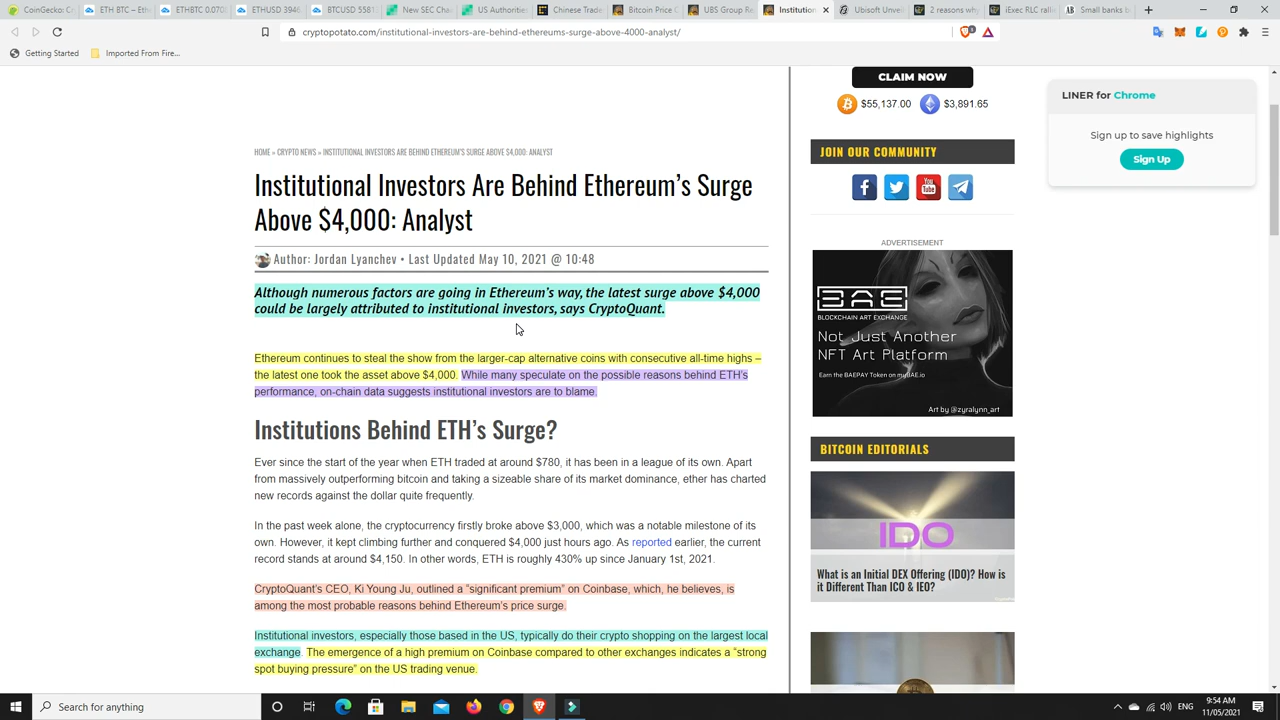 CoinGecko: Cr
ETHBTC 0.070
ETHUSD 3948
BTCUSD 5581
New SEC Chair
US Authorities
Chinese Trade
Bitcoin Price C
UBS Group Re
Institution
Ubisoft Unve
2 reasons
iExec RLC rallie
Small banks b
cryptopotato.com/institutional-investors-are-behind-ethereums-surge-above-4000-analyst/
Getting Started
Imported From Fire...
CLAIM NOW
$55,137.00 $3,891.65
LINER for Chrome
Sign up to save highlights
Sign Up
HOME » CRYPTO NEWS » INSTITUTIONAL INVESTORS ARE BEHIND ETHEREUM'S SURGE ABOVE $4,000: ANALYST
Institutional Investors Are Behind Ethereum's Surge
Above $4,000: Analyst
Author: Jordan Lyanchev • Last Updated May 10, 2021 @ 10:48
Although numerous factors are going in Ethereum's way, the latest surge above $4,000
could be largely attributed to institutional investors, says CryptoQuant.
Ethereum continues to steal the show from the larger-cap alternative coins with consecutive all-time highs –
the latest one took the asset above $4,000. While many speculate on the possible reasons behind ETH's
performance, on-chain data suggests institutional investors are to blame.
Institutions Behind ETH's Surge?
Ever since the start of the year when ETH traded at around $780, it has been in a league of its own. Apart
from massively outperforming bitcoin and taking a sizeable share of its market dominance, ether has charted
new records against the dollar quite frequently.
In the past week alone, the cryptocurrency firstly broke above $3,000, which was a notable milestone of its
own. However, it kept climbing further and conquered $4,000 just hours ago. As reported earlier, the current
record stands at around $4,150. In other words, ETH is roughly 430% up since January 1st, 2021.
CryptoQuant's CEO, Ki Young Ju, outlined a “significant premium” on Coinbase, which, he believes, is
among the most probable reasons behind Ethereum's price surge.
Institutional investors, especially those based in the US, typically do their crypto shopping on the largest local
exchange. The emergence of a high premium on Coinbase compared to other exchanges indicates a “strong
spot buying pressure” on the US trading venue.
JOIN OUR COMMUNITY
You
Tube
ADVERTISEMENT
BAE
BLOCKCHAIN ART EXCHANGE
Not Just Another
NFT Art Platform
Earn the BAEPAY Token on myBAE.io
Art by @zyralynn_art
BITCOIN EDITORIALS
IDO
What is an Initial DEX Offering (IDO)? How is
it Different Than ICO & IEO?
Search for anything
ENG
9:54 AM
11/05/2021